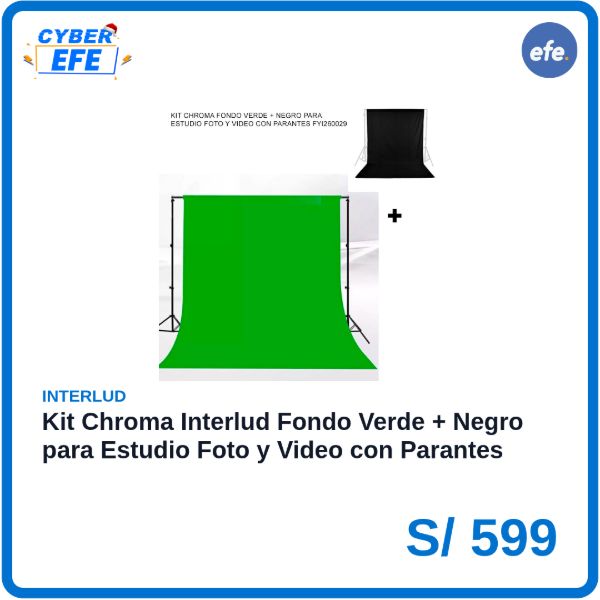 CYBER
EFE
efe.
KIT CHROMA FONDO VERDE + NEGRO PARA
ESTUDIO FOTO Y VIDEO CON PARANTES FYI260029
+
INTERLUD
Kit Chroma Interlud Fondo Verde + Negro
para Estudio Foto y Video con Parantes
S/ 599